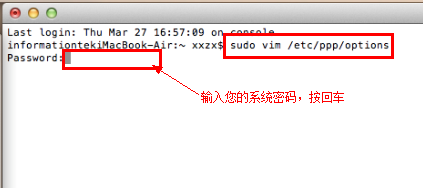 Last login: Thu Mar 27 16:57:09 on console
informationtekiMacBook-Air:~ xxzx$ sudo vim /etc/ppp/options
Password:
输入您的系统密码，按回车